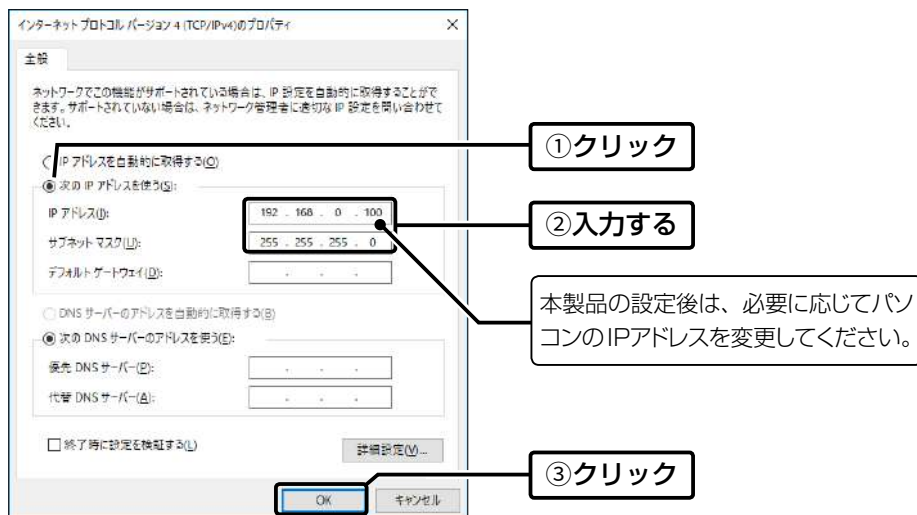 インターネット プロトコル バージョン 4 (TCP/IPv4)のプロパティ
全般
ネットワークでこの機能がサポートされている場合は、IP 設定を自動的に取得することがで
きます。サポートされていない場合は、ネットワーク管理者に適切な IP 設定を問い合わせて
ください。
IP アドレスを自動的に取得する(O)
次の IP アドレスを使う(S):
IP アドレス(I):
192 . 168 . 0 . 100
サブネット マスク(U):
255 . 255 . 255 . 0
デフォルト ゲートウェイ(D):
. . .
DNS サーバーのアドレスを自動的に取得する(B)
次の DNS サーバーのアドレスを使う(E):
優先 DNS サーバー(P):
. . .
代替 DNS サーバー(A):
. . .
終了時に設定を検証する(L)
詳細設定(V)...
OK
キャンセル
①クリック
②入力する
本製品の設定後は、必要に応じてパソ
コンのIPアドレスを変更してください。
③クリック